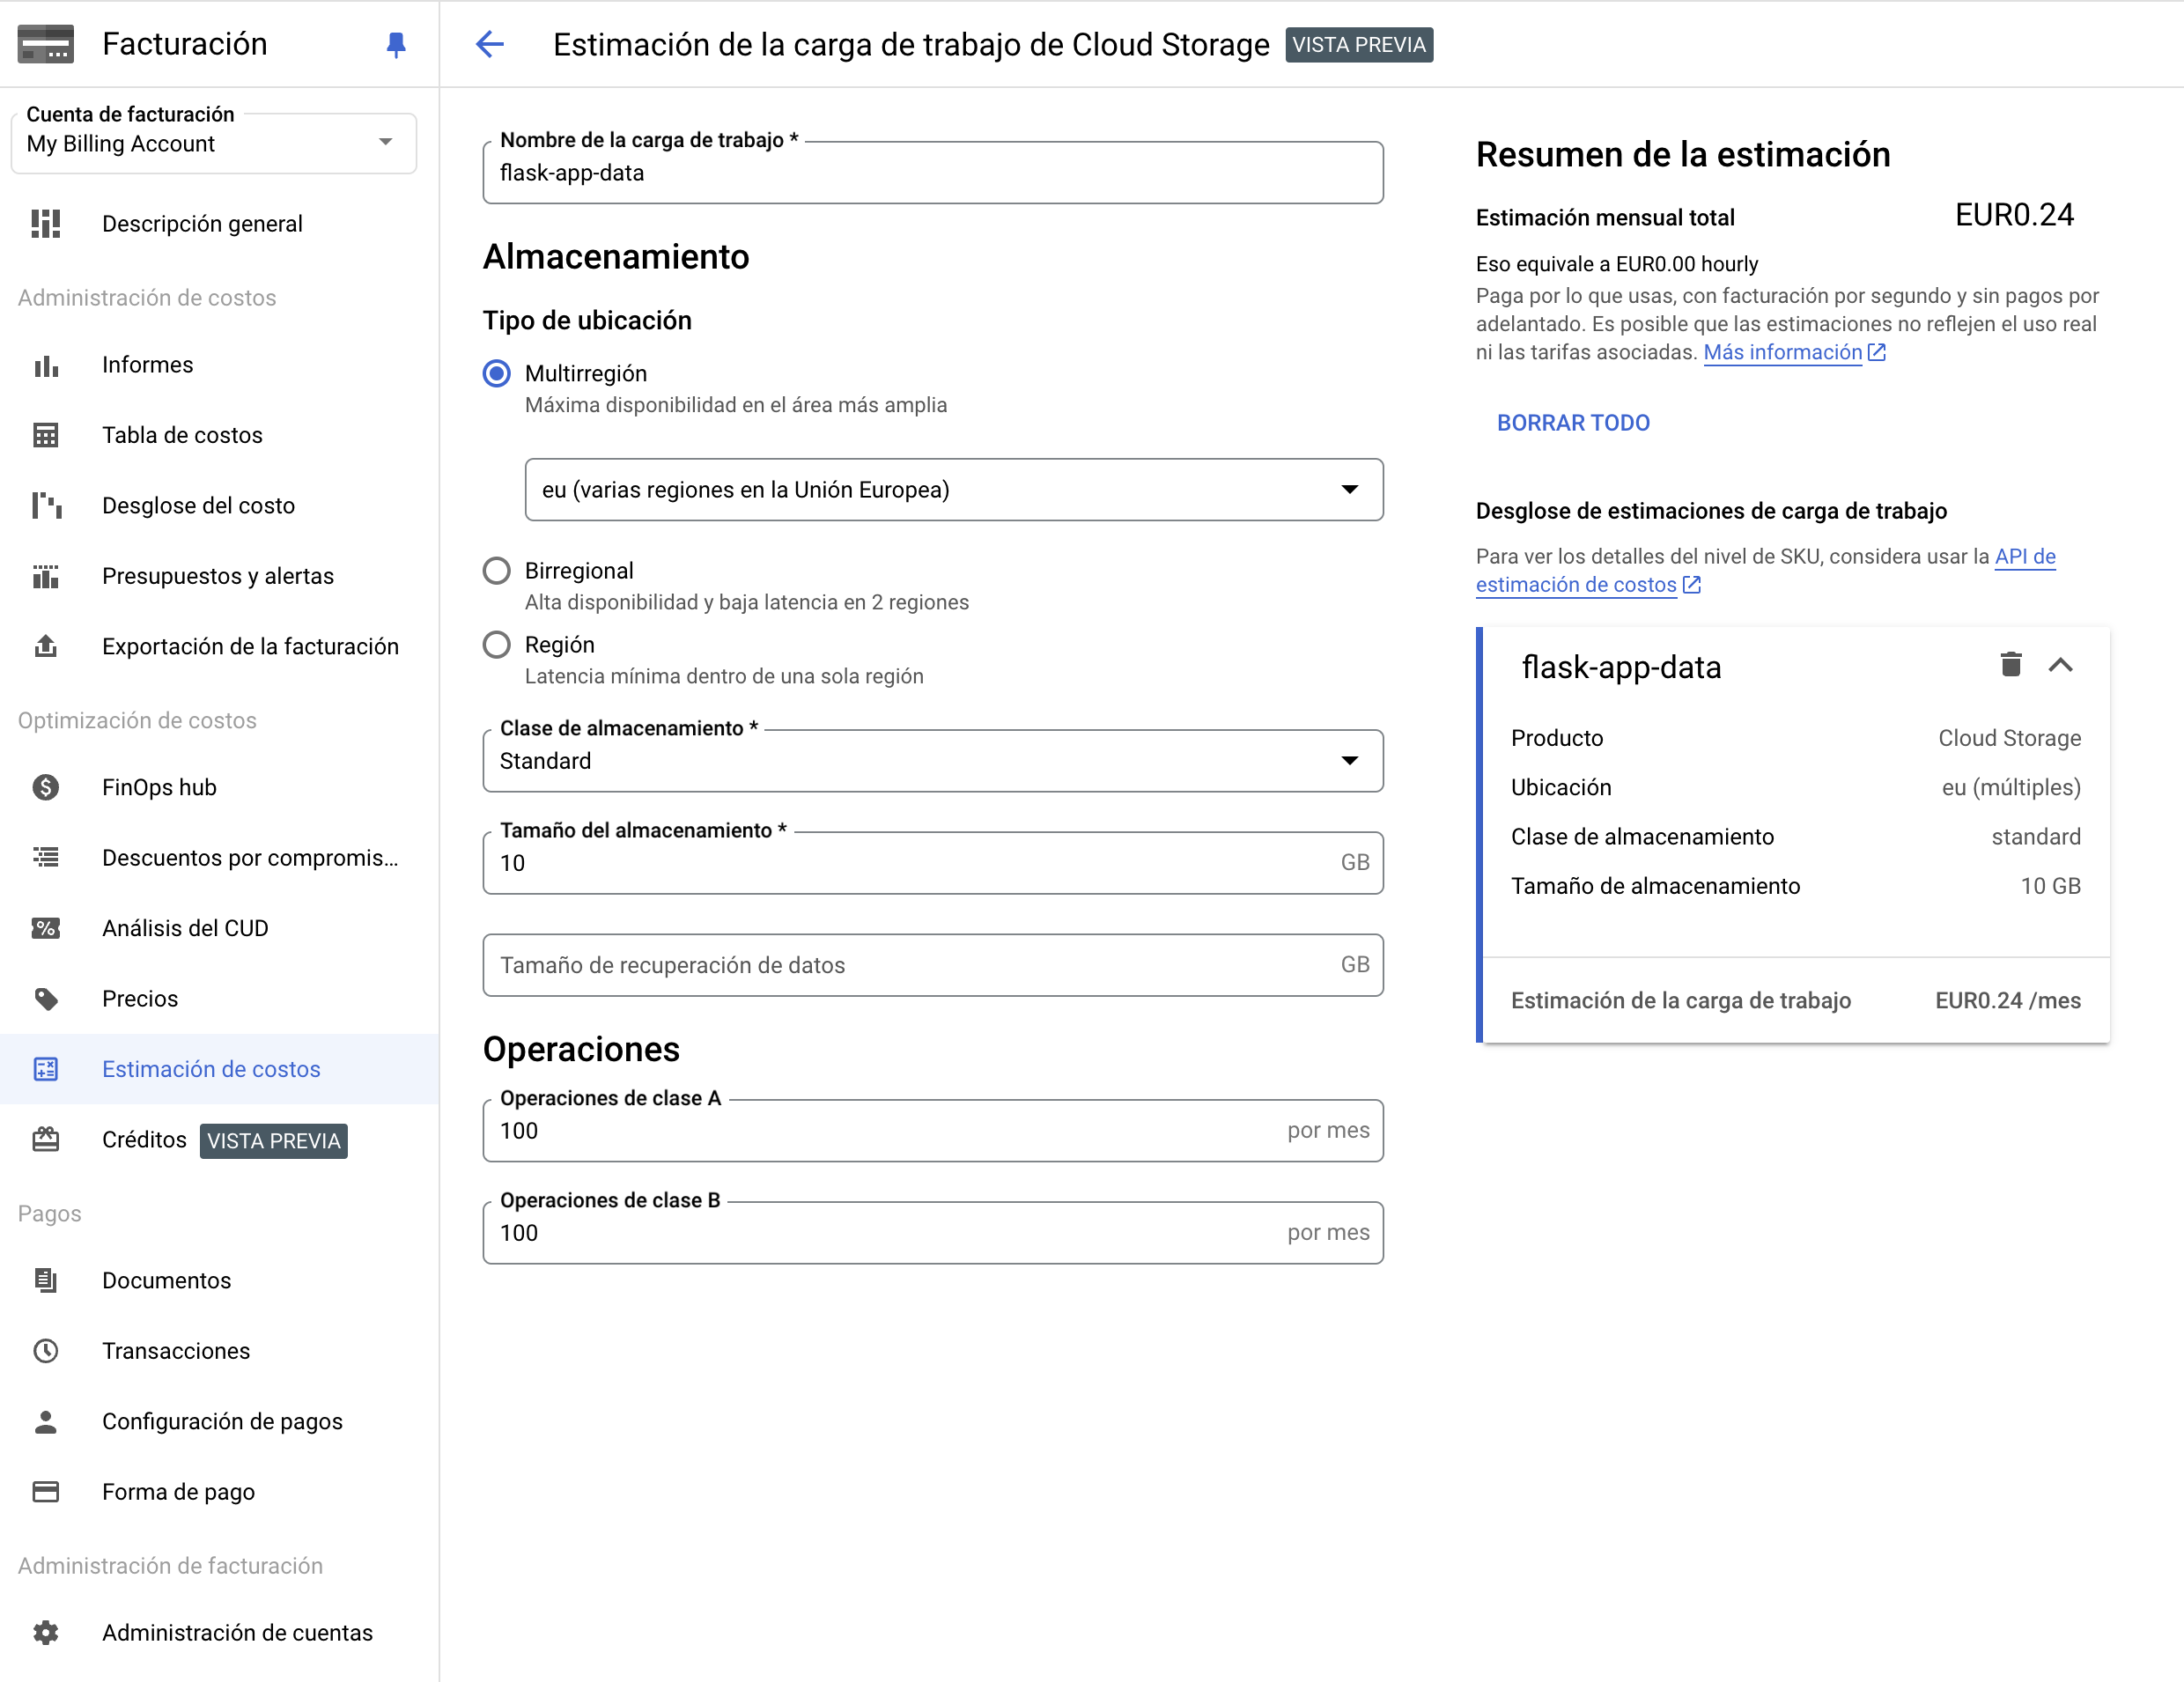 Facturación
Cuenta de facturación
My Billing Account
Descripción general
Administración de costos
Informes
Tabla de costos
Desglose del costo
Presupuestos y alertas
Exportación de la facturación
Optimización de costos
FinOps hub
Descuentos por compromis...
Análisis del CUD
Precios
Estimación de costos
Créditos VISTA PREVIA
Pagos
Documentos
Transacciones
Configuración de pagos
Forma de pago
Administración de facturación
Administración de cuentas
Estimación de la carga de trabajo de Cloud Storage VISTA PREVIA
Nombre de la carga de trabajo *
flask-app-data
Almacenamiento
Tipo de ubicación
Multirregión
Máxima disponibilidad en el área más amplia
eu (varias regiones en la Unión Europea)
Birregional
Alta disponibilidad y baja latencia en 2 regiones
Región
Latencia mínima dentro de una sola región
Clase de almacenamiento *
Standard
Tamaño del almacenamiento *
10 GB
Tamaño de recuperación de datos GB
Operaciones
Operaciones de clase A
100 por mes
Operaciones de clase B
100 por mes
Resumen de la estimación
Estimación mensual total EUR0.24
Eso equivale a EUR0.00 hourly
Paga por lo que usas, con facturación por segundo y sin pagos por
adelantado. Es posible que las estimaciones no reflejen el uso real
ni las tarifas asociadas. Más información
BORRAR TODO
Desglose de estimaciones de carga de trabajo
Para ver los detalles del nivel de SKU, considera usar la API de
estimación de costos
flask-app-data
Producto Cloud Storage
Ubicación eu (múltiples)
Clase de almacenamiento standard
Tamaño de almacenamiento 10 GB
Estimación de la carga de trabajo EUR0.24 /mes